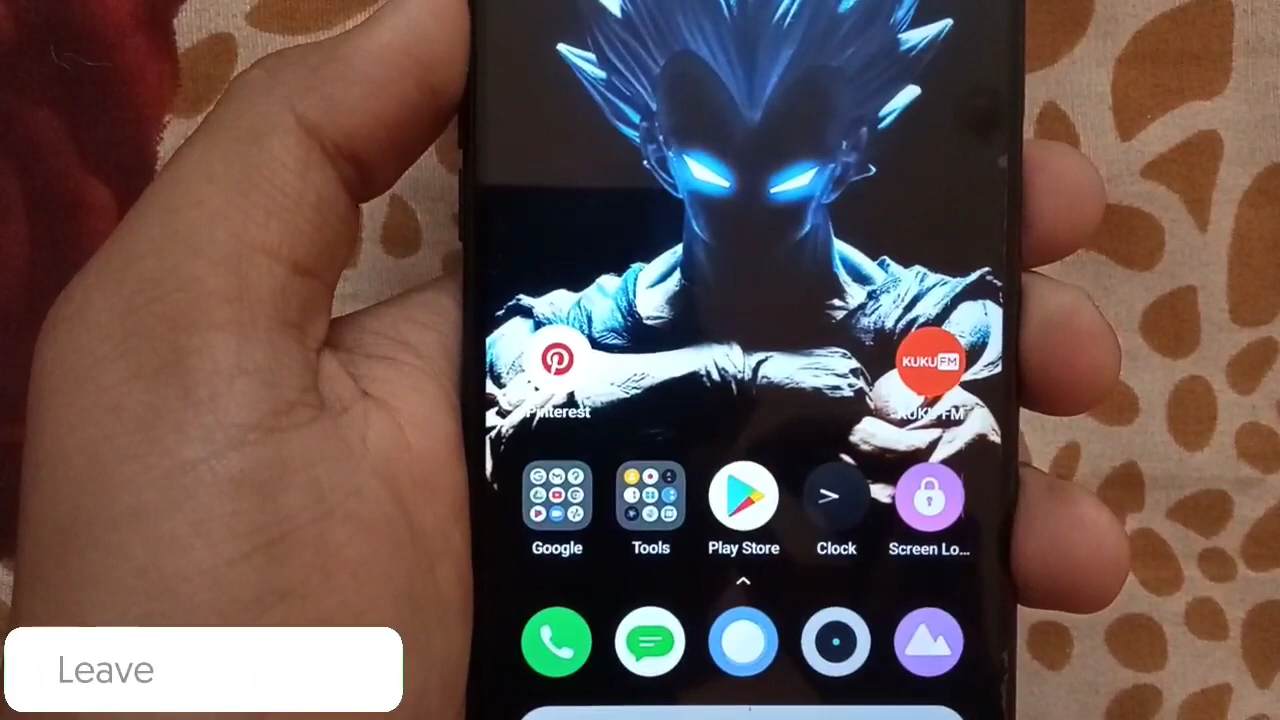 KUKU FM
Pinterest
KUKU FM
Google
Tools
Play Store
Clock
Screen Lo...
Leave